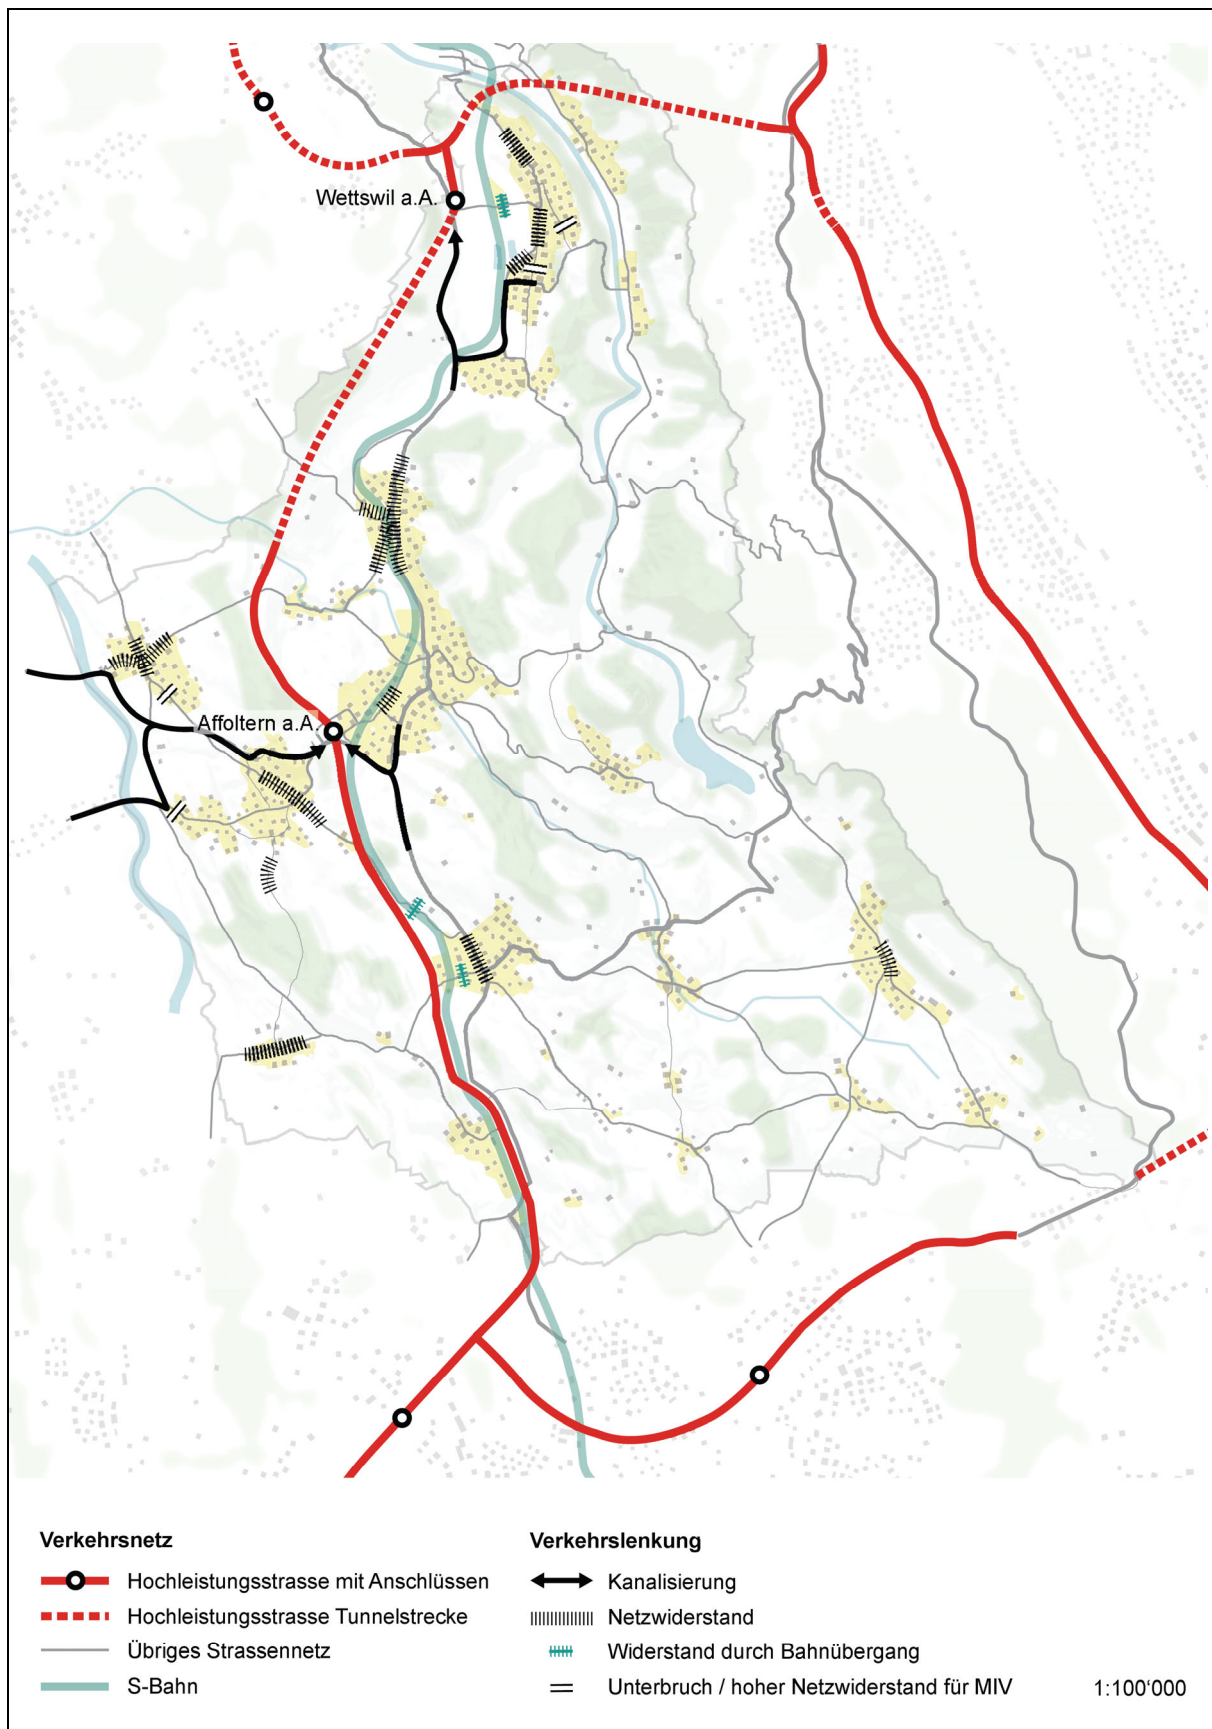 Wettswil a.A.
Affoltern a.A.
Verkehrsnetz
Hochleistungsstrasse mit Anschlüssen
Hochleistungsstrasse Tunnelstrecke
Übriges Strassennetz
S-Bahn
Verkehrslenkung
Kanalisierung
Netzwiderstand
Widerstand durch Bahnübergang
Unterbruch / hoher Netzwiderstand für MIV
1:100‘000